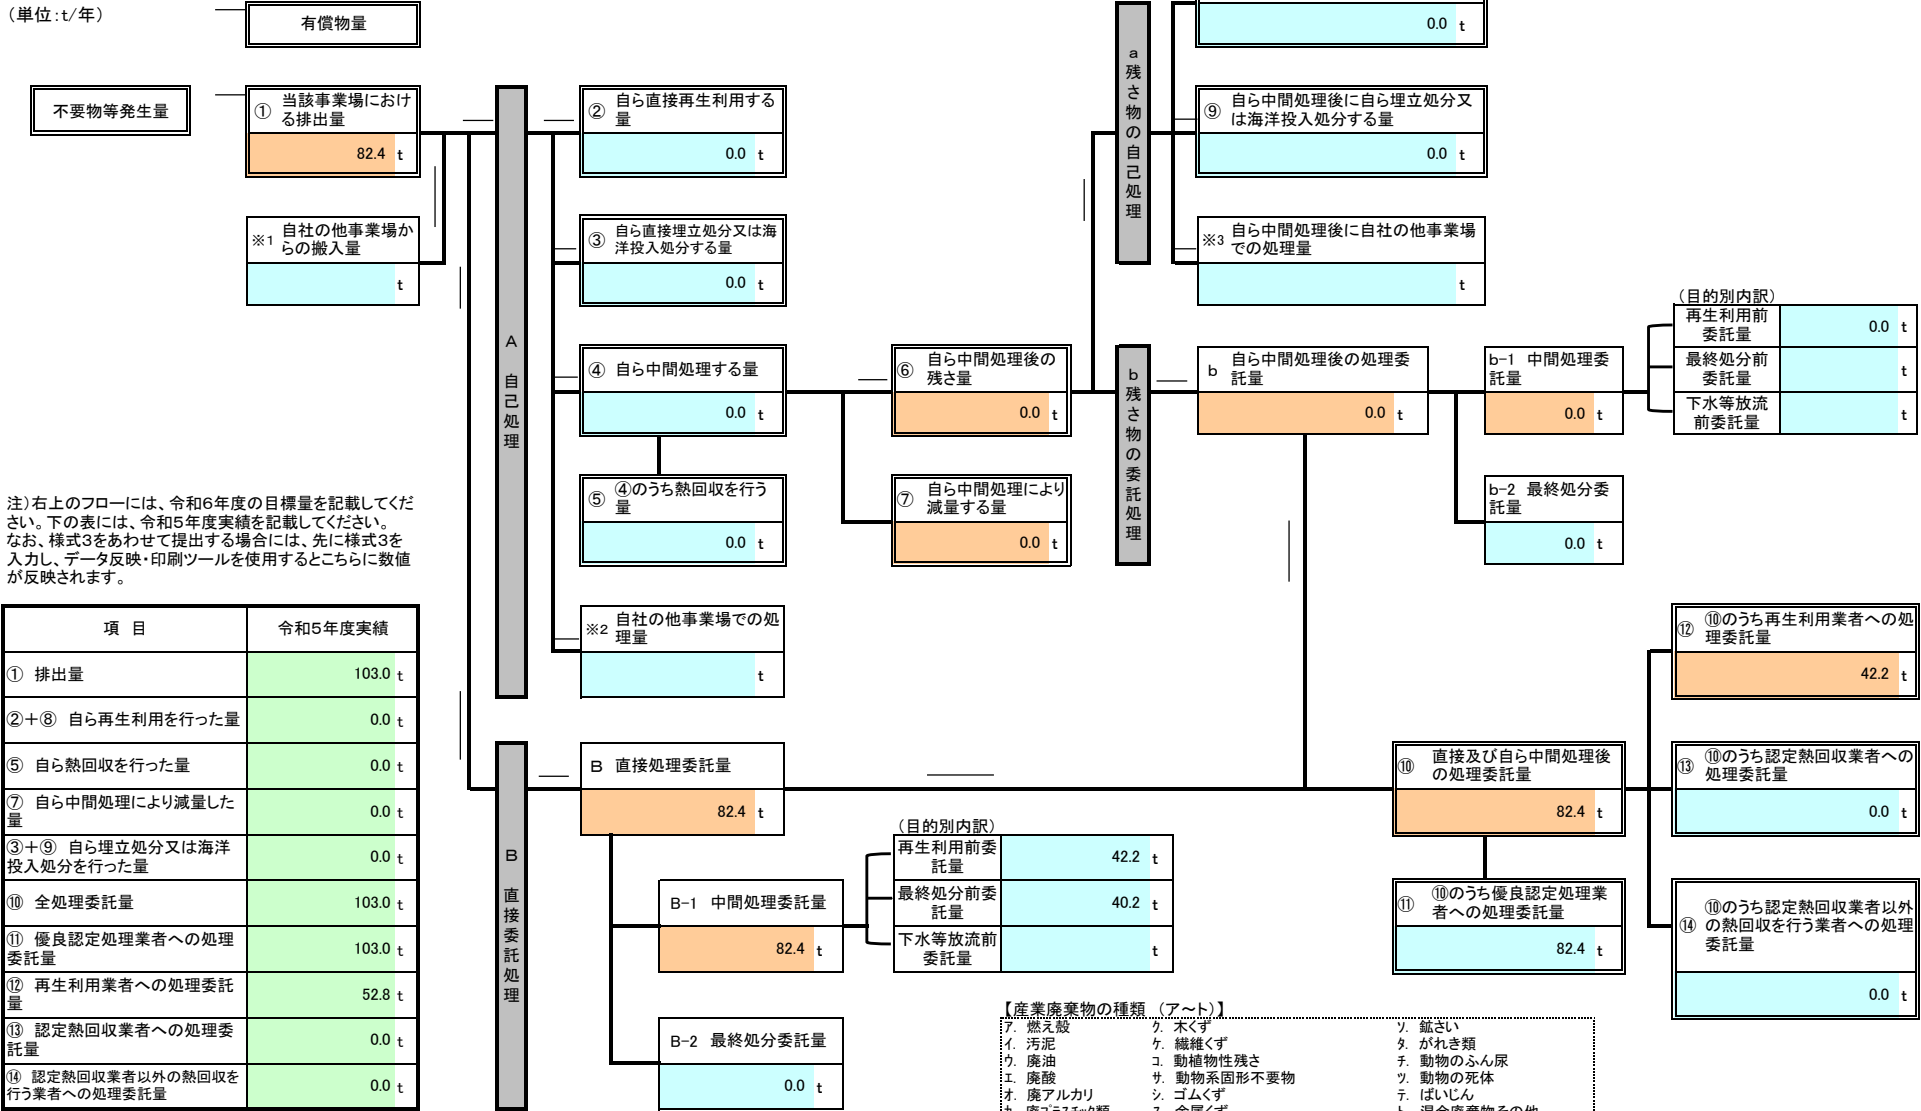 (単位:t/年)
有償物量
0.0 t
不要物等発生量
① 当該事業場におけ
る排出量
82.4 t
※1 自社の他事業場か
らの搬入量
t
A 自己処理
② 自ら直接再生利用する
量
0.0 t
③ 自ら直接埋立処分又は海
洋投入処分する量
0.0 t
④ 自ら中間処理する量
0.0 t
⑤ ④のうち熱回収を行う
量
0.0 t
※2 自社の他事業場での処
理量
t
⑥ 自ら中間処理後の
残さ量
0.0 t
⑦ 自ら中間処理により
減量する量
0.0 t
a残さ物の自己処理
⑨ 自ら中間処理後に自ら埋立処分又
は海洋投入処分する量
0.0 t
※3 自ら中間処理後に自社の他事業場
での処理量
t
b残さ物の委託処理
b 自ら中間処理後の処理委
託量
0.0 t
b-1 中間処理委
託量
0.0 t
b-2 最終処分委
託量
0.0 t
(目的別内訳)
再生利用前
委託量
0.0 t
最終処分前
委託量
t
下水等放流
前委託量
t
注)右上のフローには、令和6年度の目標量を記載してくだ
さい。下の表には、令和5年度実績を記載してください。
なお、様式3をあわせて提出する場合には、先に様式3を
入力し、データ反映・印刷ツールを使用するとこちらに数値
が反映されます。
項 目 令和5年度実績
① 排出量 103.0 t
②+⑧ 自ら再生利用を行った量 0.0 t
⑤ 自ら熱回収を行った量 0.0 t
⑦ 自ら中間処理により減量した
量 0.0 t
③+⑨ 自ら埋立処分又は海洋
投入処分を行った量 0.0 t
⑩ 全処理委託量 103.0 t
⑪ 優良認定処理業者への処理
委託量 103.0 t
⑫ 再生利用業者への処理委託
量 52.8 t
⑬ 認定熱回収業者への処理委
託量 0.0 t
⑭ 認定熱回収業者以外の熱回収を
行う業者への処理委託量 0.0 t
B 直接委託処理
B 直接処理委託量
82.4 t
B-1 中間処理委託量
82.4 t
B-2 最終処分委託量
0.0 t
(目的別内訳)
再生利用前委
託量
42.2 t
最終処分前委
託量
40.2 t
下水等放流前
委託量
t
⑩ 直接及び自ら中間処理後
の処理委託量
82.4 t
⑪ ⑩のうち優良認定処理業
者への処理委託量
82.4 t
⑫ ⑩のうち再生利用業者への処
理委託量
42.2 t
⑬ ⑩のうち認定熱回収業者への
処理委託量
0.0 t
⑭ ⑩のうち認定熱回収業者以外
の熱回収を行う業者への処理
委託量
0.0 t
【産業廃棄物の種類 (ア~ト)】
ア. 燃え殻 ク. 木くず ソ. 鉱さい
イ. 汚泥 ケ. 繊維くず タ. がれき類
ウ. 廃油 コ. 動植物性残さ チ. 動物のふん尿
エ. 廃酸 サ. 動物系固形不要物 ツ. 動物の死体
オ. 廃アルカリ シ. ゴムくず テ. ばいじん
カ. 廃プラスチック類 ス. 金属くず ト. 混合廃棄物その他